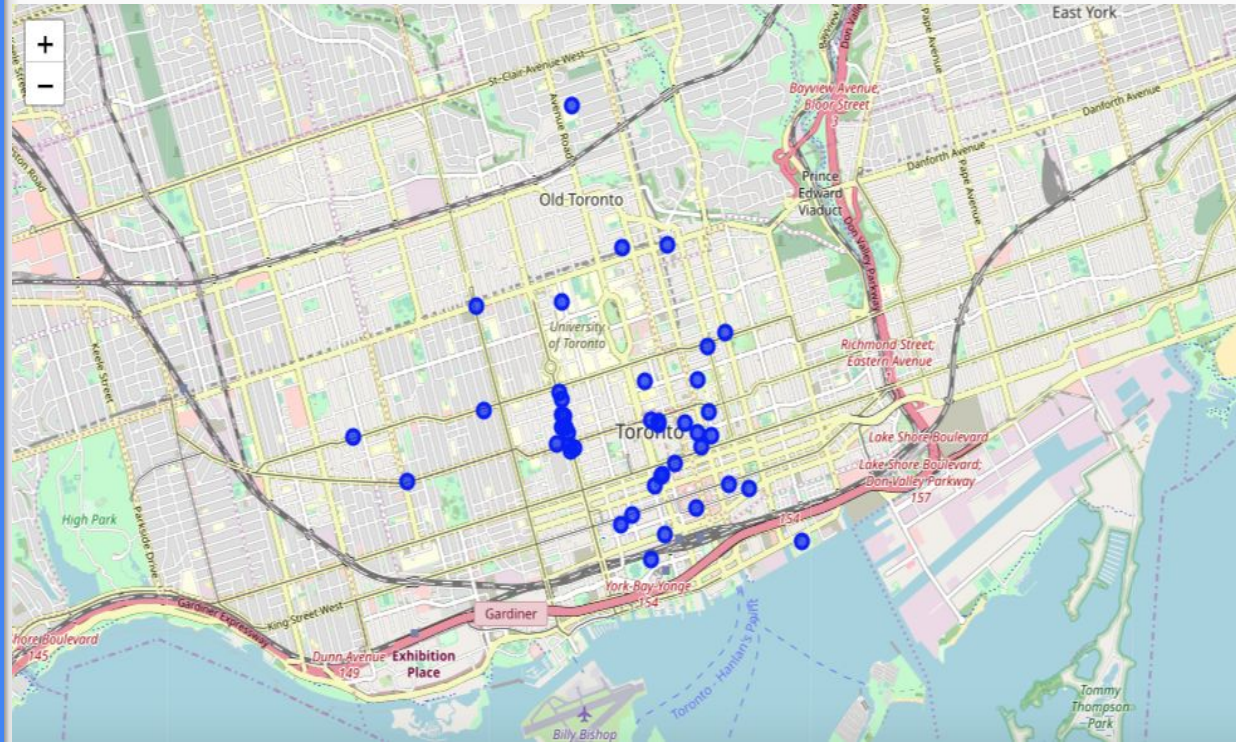 +
−
East York
Pape Avenue
Bayview Avenue;
Bloor Street
3
St-Clair-Avenue-West
Avenue Road
Danforth Avenue
Danforth Avenue
Pape Avenue
Prince
Edward
Viaduct
Old Toronto
Don Valley Parkway
University
of Toronto
Richmond Street;
Eastern Avenue
Keele Street
Toronto
Lake Shore Boulevard
Lake Shore Boulevard;
Don Valley Parkway
157
High Park
Parkside Drive
154
York-Bay-Yonge
154
Gardiner
King Street West
Gardiner Expressway
hore Boulevard
145
Dunn Avenue
149
Exhibition
Place
Toronto - Hanlan's Point
Tommy
Thompson
Park
Billy Bishop